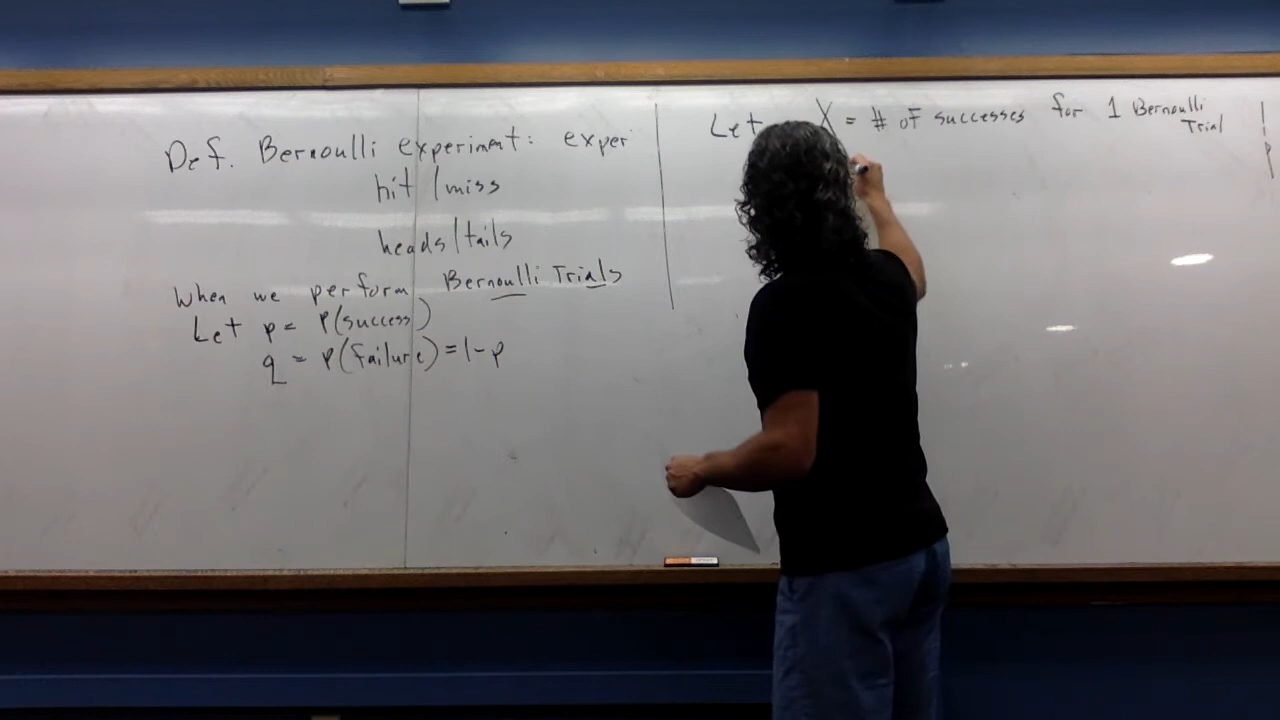 Def. Bernoulli experiment: exper
hit / miss
heads / tails
When we perform Bernoulli Trials
Let p = P(success)
q = P(failure) = 1 - p
Let X = # of successes for 1 Bernoulli
Trial
p